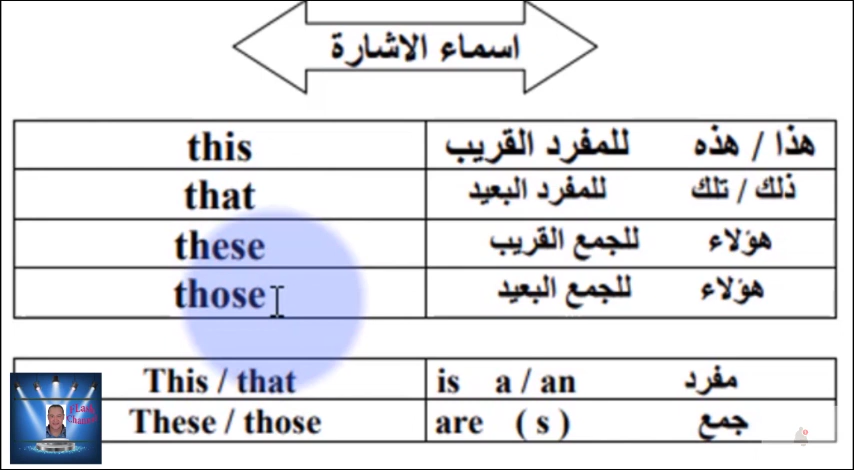 اسماء الاشارة
this للمفرد القريب هذا / هذه
that للمفرد البعيد ذلك / تلك
these للجمع القريب هؤلاء
those للجمع البعيد هؤلاء
This / that is a / an مفرد
These / those are ( s ) جمع